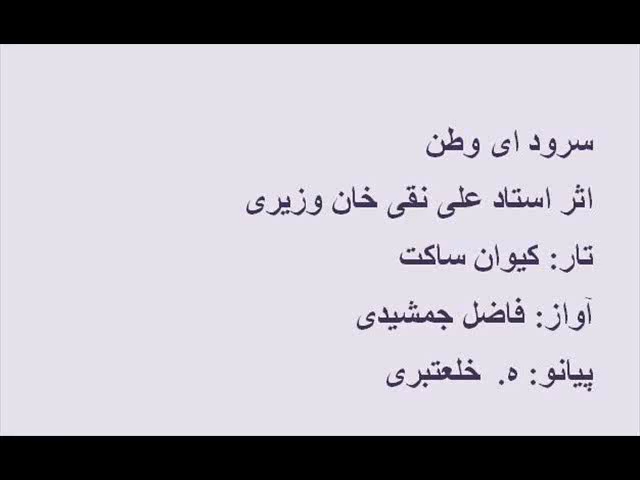 سرود ای وطن
اثر استاد علی نقی خان وزیری
تار: کیوان ساکت
آواز: فاضل جمشیدی
پیانو: ه. خلعتبری